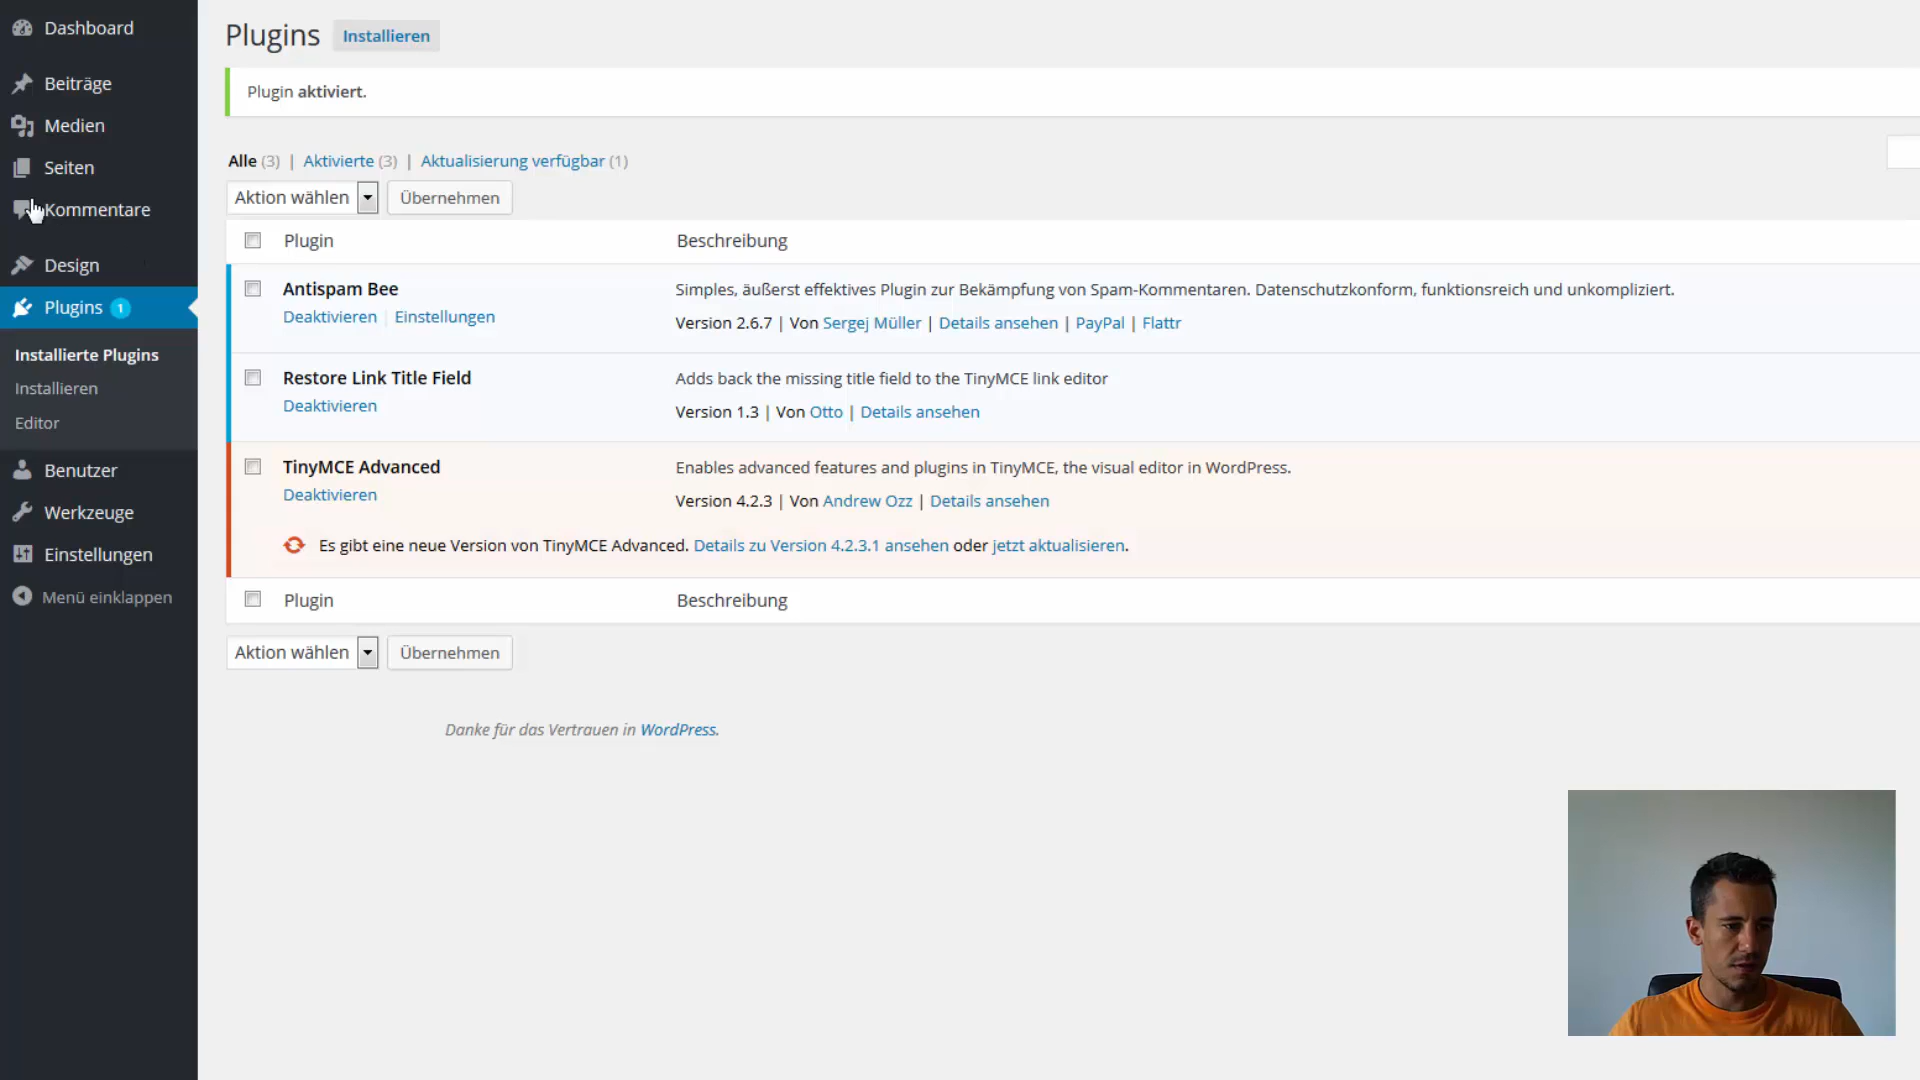 Dashboard
Beiträge
Medien
Seiten
Kommentare
Design
Plugins 1
Installierte Plugins
Installieren
Editor
Benutzer
Werkzeuge
Einstellungen
Menü einklappen
Plugins Installieren
Plugin aktiviert.
Alle (3) | Aktivierte (3) | Aktualisierung verfügbar (1)
Aktion wählen Übernehmen
Plugin Beschreibung
Antispam Bee Simples, äußerst effektives Plugin zur Bekämpfung von Spam-Kommentaren. Datenschutzkonform, funktionsreich und unkompliziert.
Deaktivieren | Einstellungen Version 2.6.7 | Von Sergej Müller | Details ansehen | PayPal | Flattr
Restore Link Title Field Adds back the missing title field to the TinyMCE link editor
Deaktivieren Version 1.3 | Von Otto | Details ansehen
TinyMCE Advanced Enables advanced features and plugins in TinyMCE, the visual editor in WordPress.
Deaktivieren Version 4.2.3 | Von Andrew Ozz | Details ansehen
Es gibt eine neue Version von TinyMCE Advanced. Details zu Version 4.2.3.1 ansehen oder jetzt aktualisieren.
Plugin Beschreibung
Aktion wählen Übernehmen
Danke für das Vertrauen in WordPress.